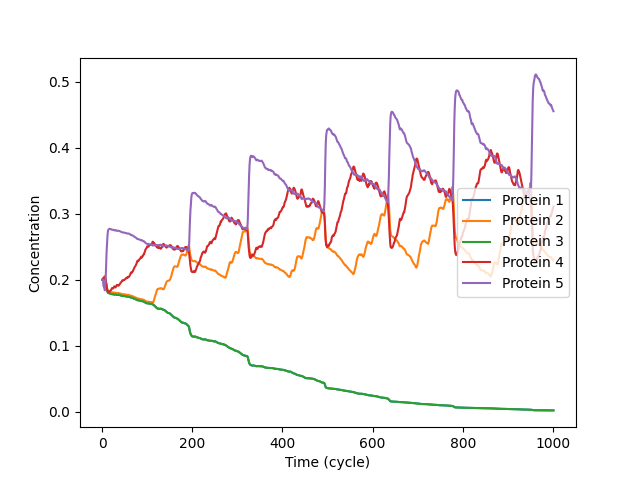 Concentration
0.5
0.4
0.3
0.2
0.1
0.0
Protein 1
Protein 2
Protein 3
Protein 4
Protein 5
0 200 400 600 800 1000
Time (cycle)